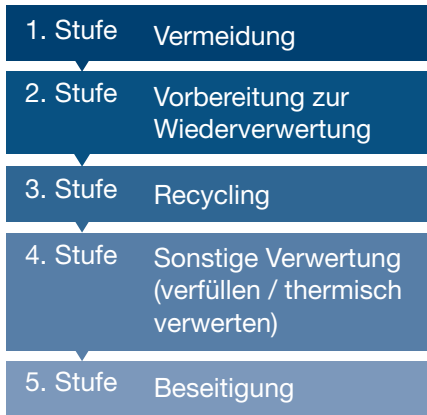 1. Stufe Vermeidung
2. Stufe Vorbereitung zur
Wiederverwertung
3. Stufe Recycling
4. Stufe Sonstige Verwertung
(verfüllen / thermisch
verwerten)
5. Stufe Beseitigung